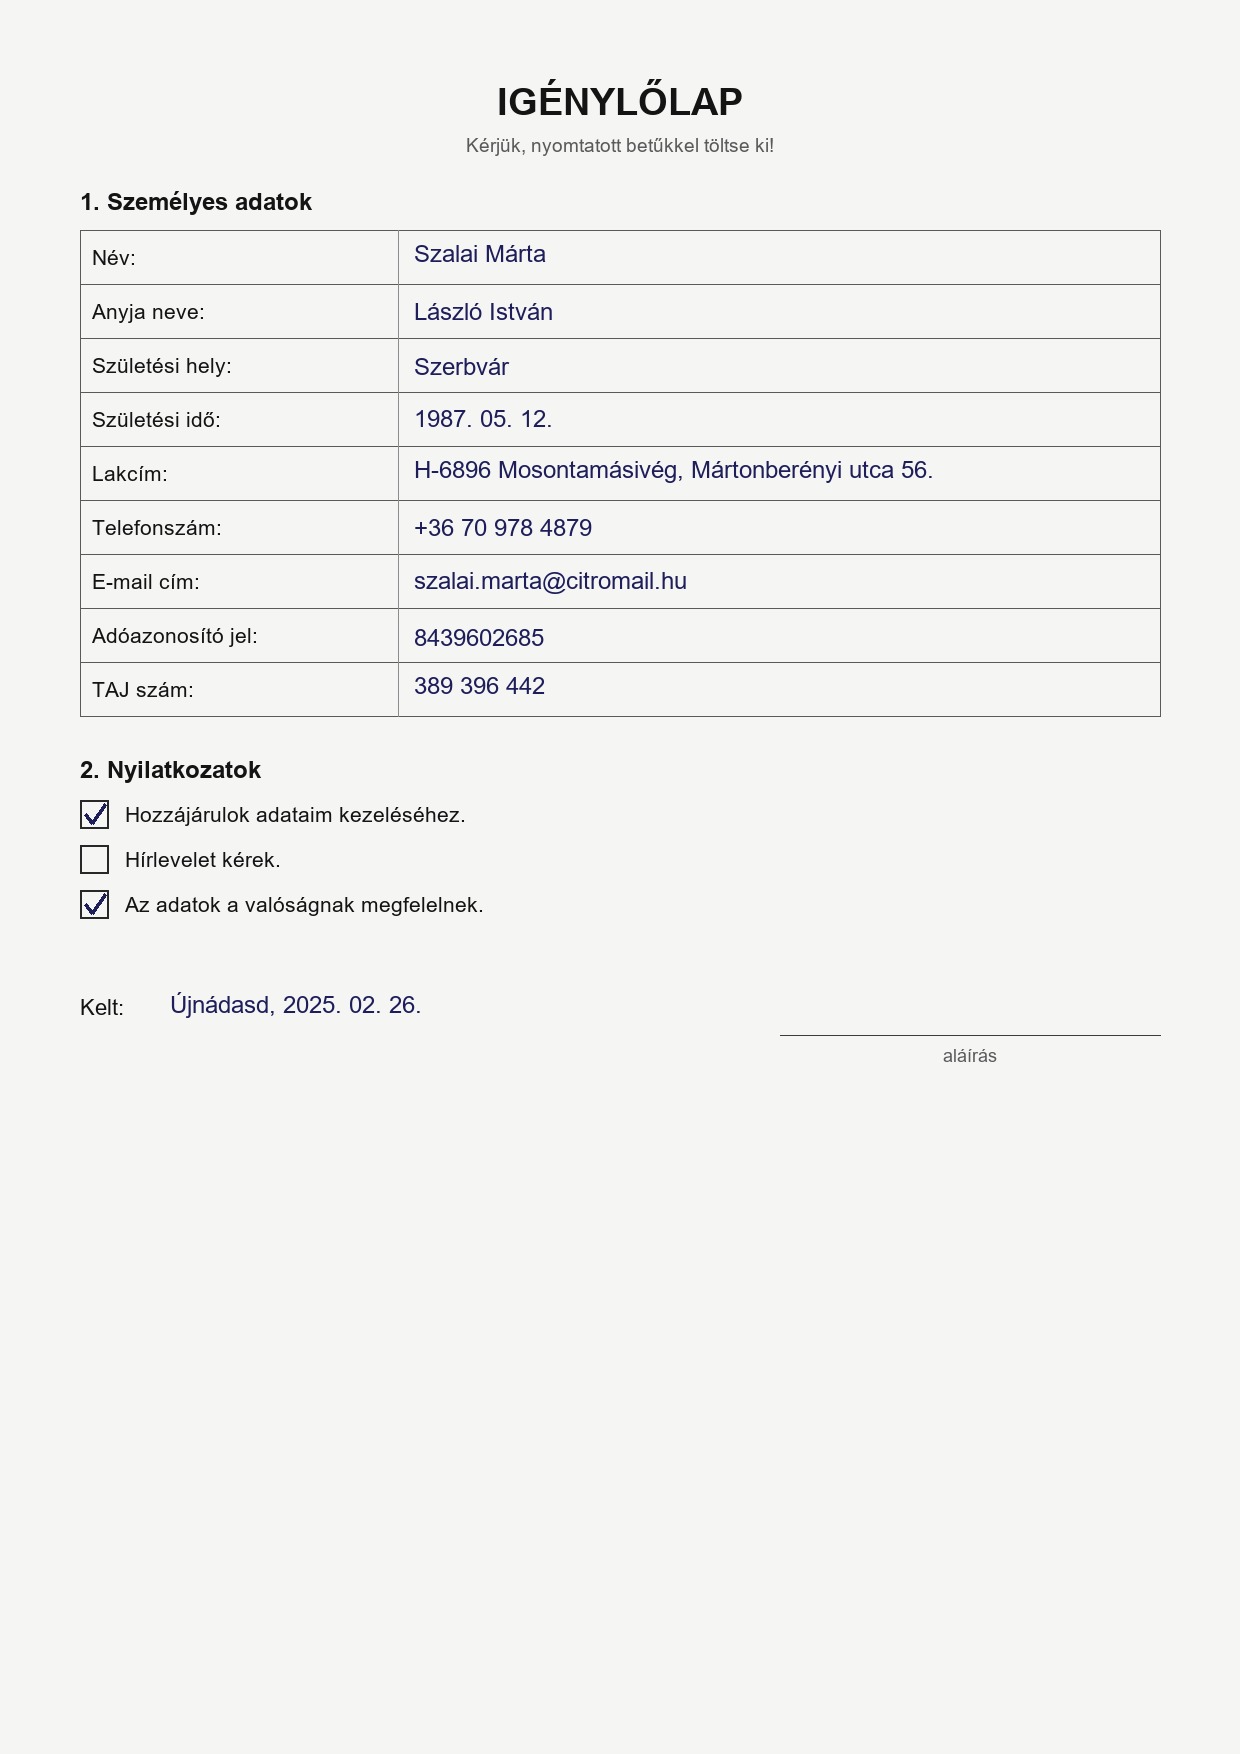 IGÉNYLŐLAP
Kérjük, nyomtatott betűkkel töltse ki!
1. Személyes adatok
Név: Szalai Márta
Anyja neve: László István
Születési hely: Szerbvár
Születési idő: 1987. 05. 12.
Lakcím: H-6896 Mosontamásivég, Mártonberényi utca 56.
Telefonszám: +36 70 978 4879
E-mail cím: szalai.marta@citromail.hu
Adóazonosító jel: 8439602685
TAJ szám: 389 396 442
2. Nyilatkozatok
Hozzájárulok adataim kezeléséhez.
Hírlevelet kérek.
Az adatok a valóságnak megfelelnek.
Kelt: Újnádasd, 2025. 02. 26.
aláírás